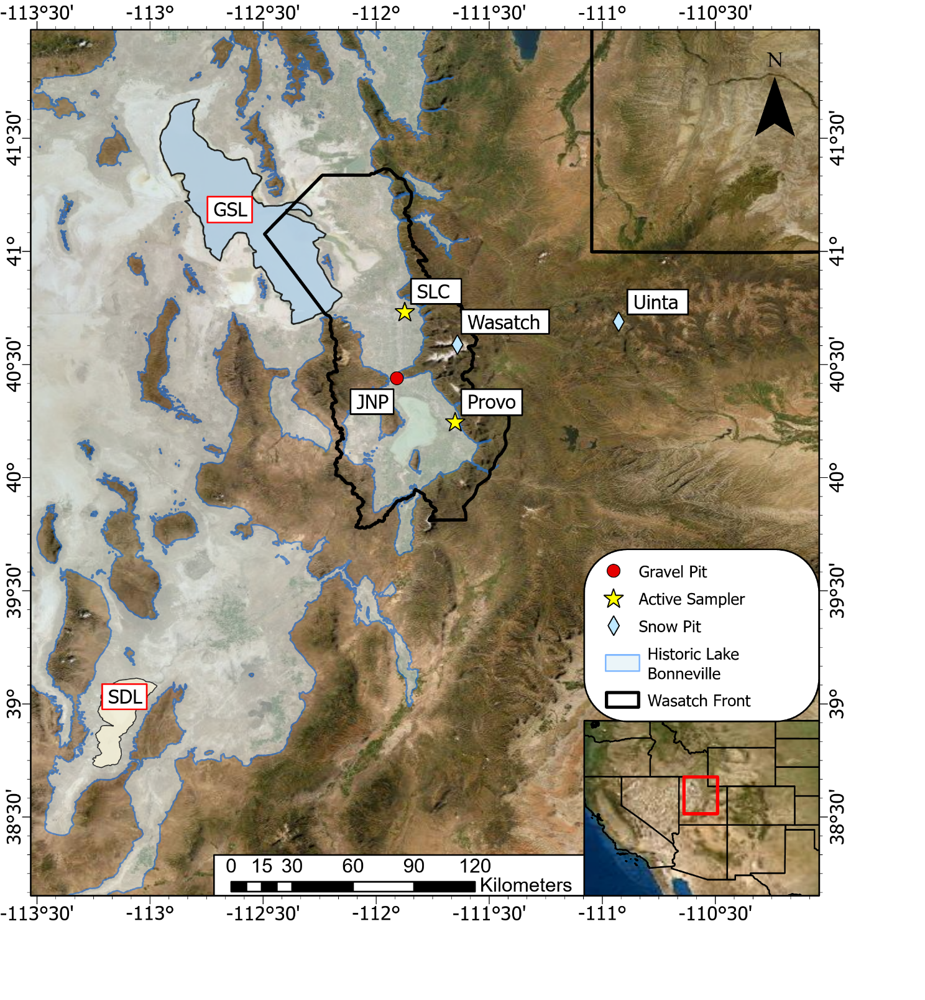 -113°30' -113° -112°30' -112° -111°30' -111° -110°30'
N
41°30' 41°30'
GSL
41° 41°
SLC
Uinta
Wasatch
40°30' 40°30'
JNP Provo
40° 40°
Gravel Pit
39°30' 39°30'
Active Sampler
Snow Pit
Historic Lake
Bonneville
SDL
Wasatch Front
39° 39°
38°30' 38°30'
0 15 30 60 90 120
Kilometers
-113°30' -113° -112°30' -112° -111°30' -111° -110°30'